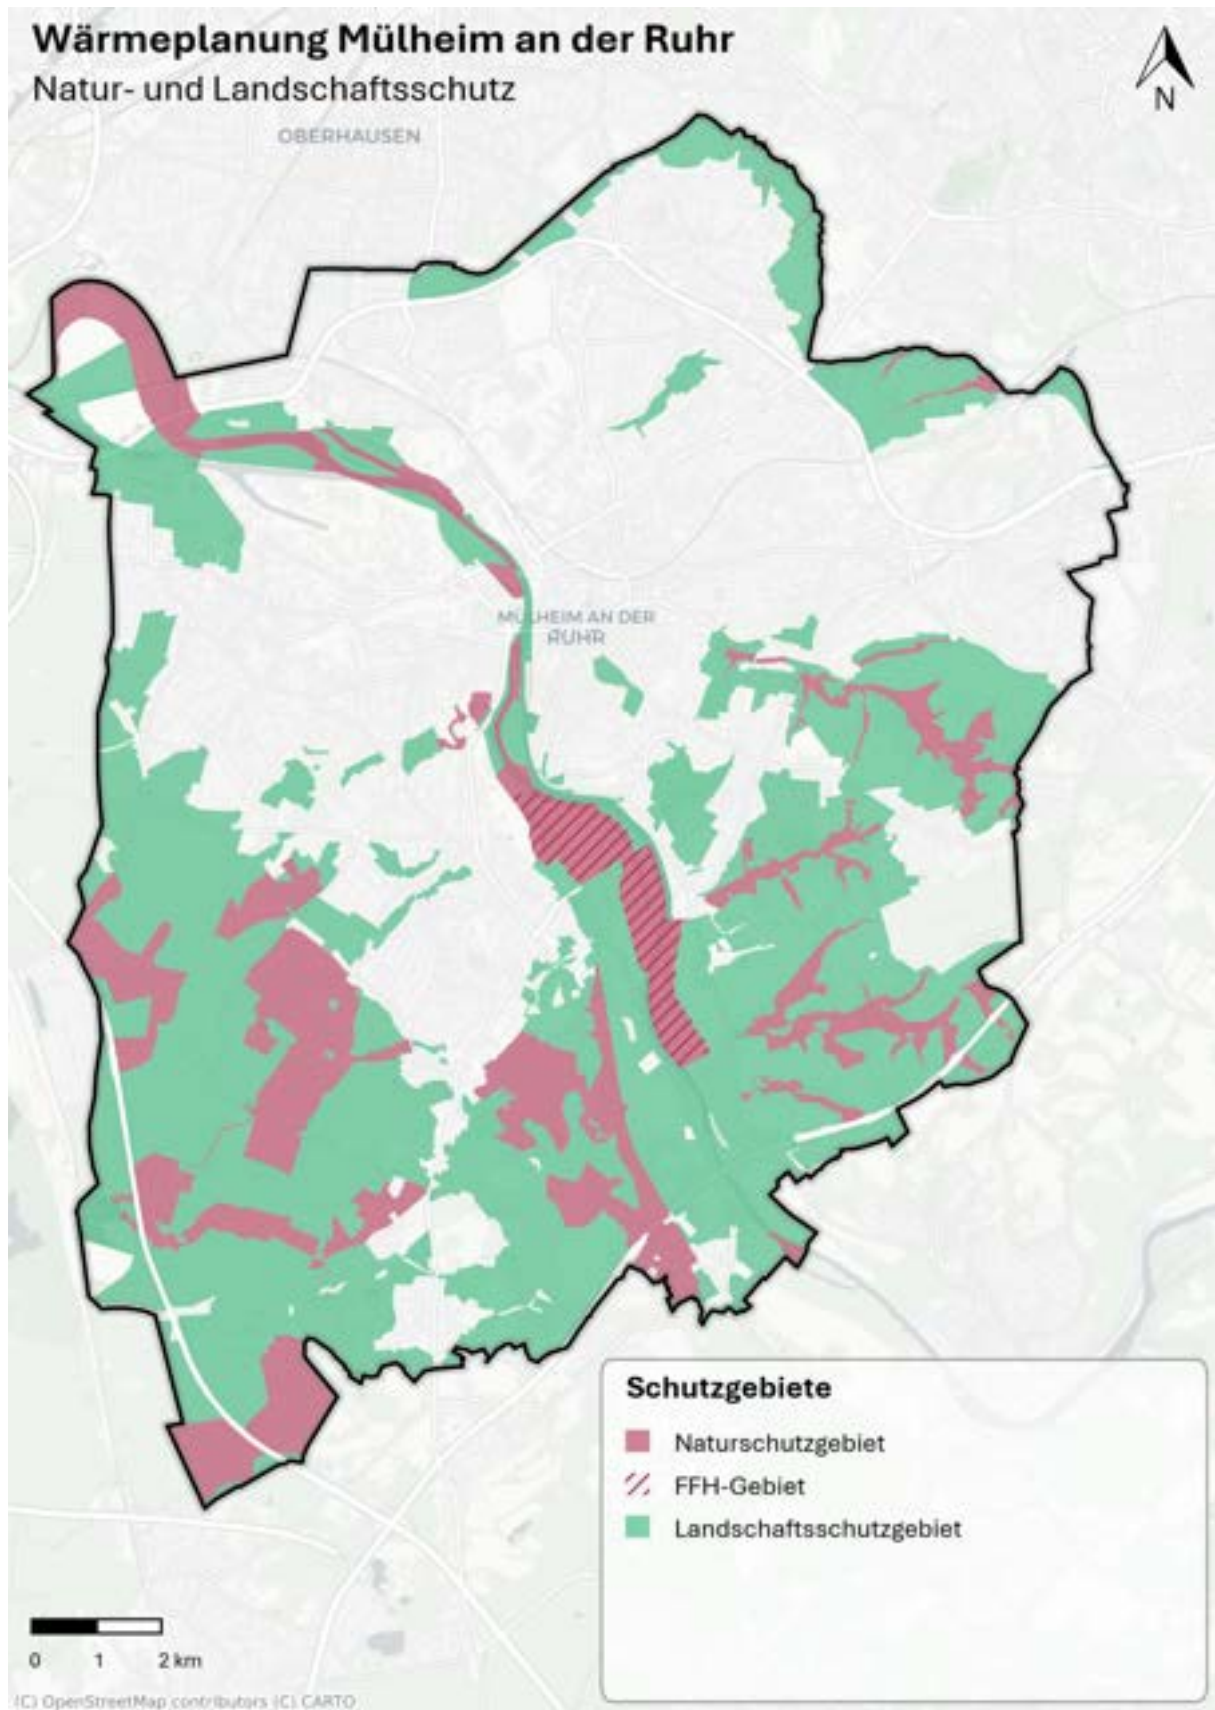 Wärmeplanung Mülheim an der Ruhr
Natur- und Landschaftsschutz
N
OBERHAUSEN
MÜLHEIM AN DER
RUHR
Schutzgebiete
Naturschutzgebiet
FFH-Gebiet
Landschaftsschutzgebiet
0 1 2 km
(C) OpenStreetMap contributors (C) CARTO